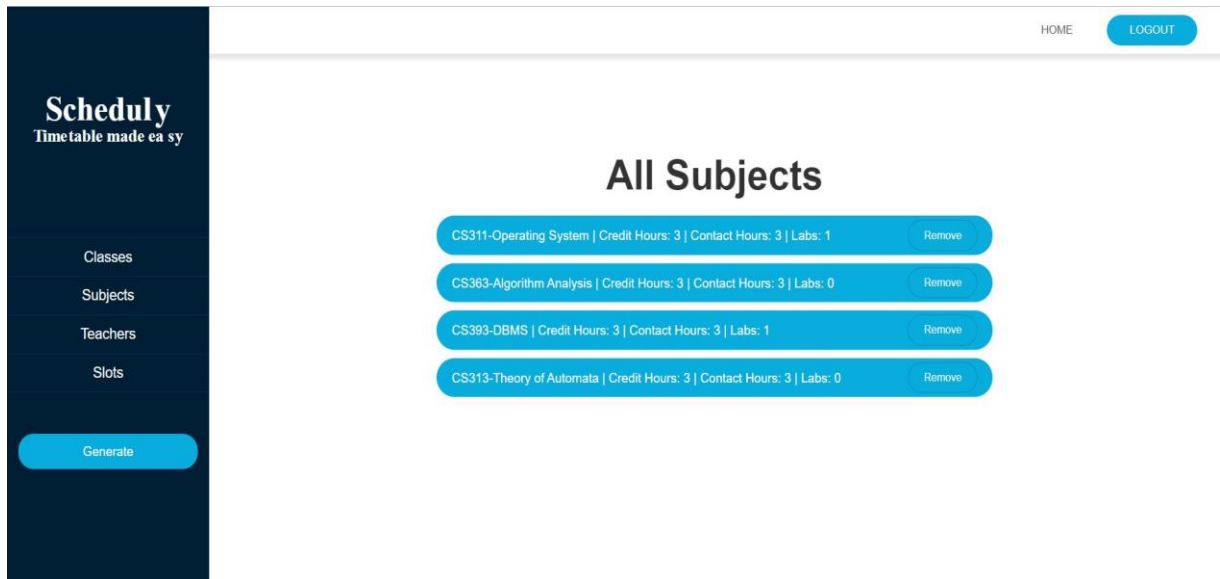 HOME
LOGOUT
Scheduly
Timetable made ea sy
Classes
Subjects
Teachers
Slots
Generate
All Subjects
CS311-Operating System | Credit Hours: 3 | Contact Hours: 3 | Labs: 1
Remove
CS363-Algorithm Analysis | Credit Hours: 3 | Contact Hours: 3 | Labs: 0
Remove
CS393-DBMS | Credit Hours: 3 | Contact Hours: 3 | Labs: 1
Remove
CS313-Theory of Automata | Credit Hours: 3 | Contact Hours: 3 | Labs: 0
Remove